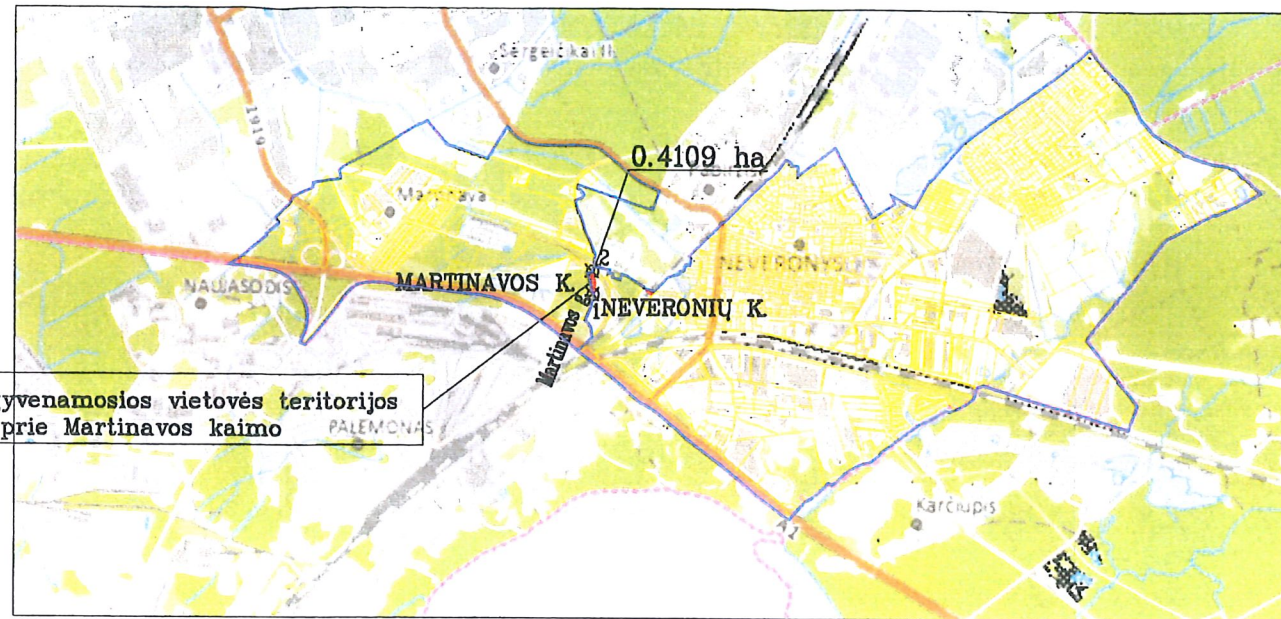 Sergeičikai II
1919
0.4109 ha
Martinava
2
NEVERONYS
NAUJASODIS
MARTINAVOS K.
1
NEVERONIŲ K.
Martinavos
yvenamosios vietovės teritorijos
prie Martinavos kaimo
PALEMONAS
Karčiupis
A1